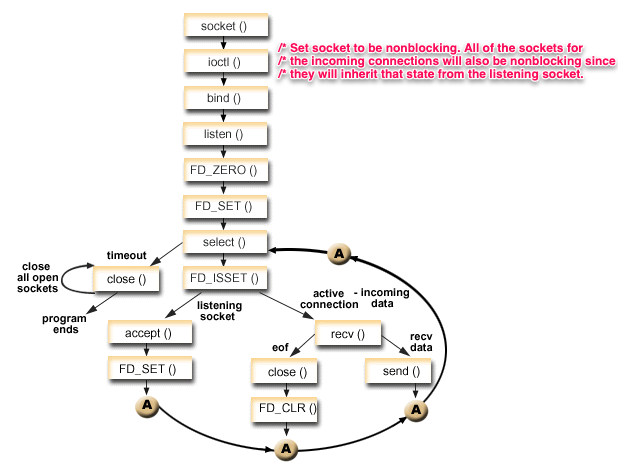 socket ()
/* Set socket to be nonblocking. All of the sockets for
ioctl ()
/* the incoming connections will also be nonblocking since
/* they will inherit that state from the listening socket.
bind ()
listen ()
FD_ZERO ()
FD_SET ()
select ()
A
timeout
close
all open
sockets
close ()
FD_ISSET ()
program
ends
listening
socket
active
connection
- incoming
data
accept ()
recv ()
eof
recv
data
FD_SET ()
close ()
send ()
A
FD_CLR ()
A
A